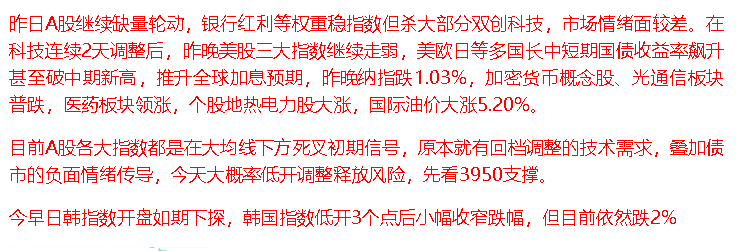 昨日A股继续缺量轮动，银行红利等权重稳指数但杀大部分双创科技，市场情绪面较差。在
科技连续2天调整后，昨晚美股三大指数继续走弱，美欧日等多国长中短期国债收益率飙升
甚至破中期新高，推升全球加息预期，昨晚纳指跌1.03%，加密货币概念股、光通信板块
普跌，医药板块领涨，个股地热电力股大涨，国际油价大涨5.20%。
目前A股各大指数都是在大均线下方死叉初期信号，原本就有回档调整的技术需求，叠加债
市的负面情绪传导，今天大概率低开调整释放风险，先看3950支撑。
今早日韩指数开盘如期下探，韩国指数低开3个点后小幅收窄跌幅，但目前依然跌2%